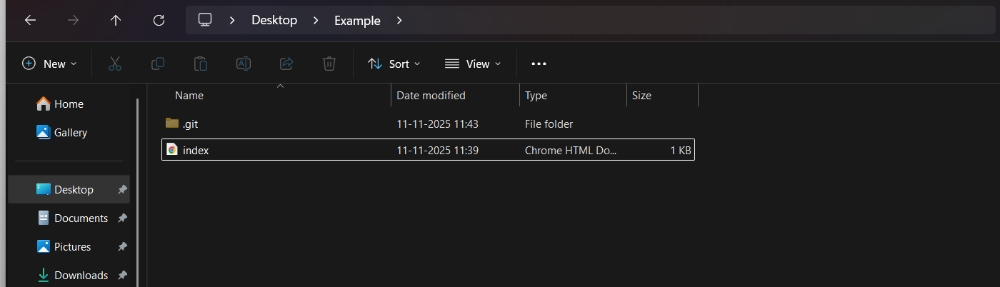 Desktop Example
New Sort View
Name Date modified Type Size
Home
Gallery
Desktop
Documents
Pictures
Downloads
.git 11-11-2025 11:43 File folder
index 11-11-2025 11:39 Chrome HTML Do... 1 KB